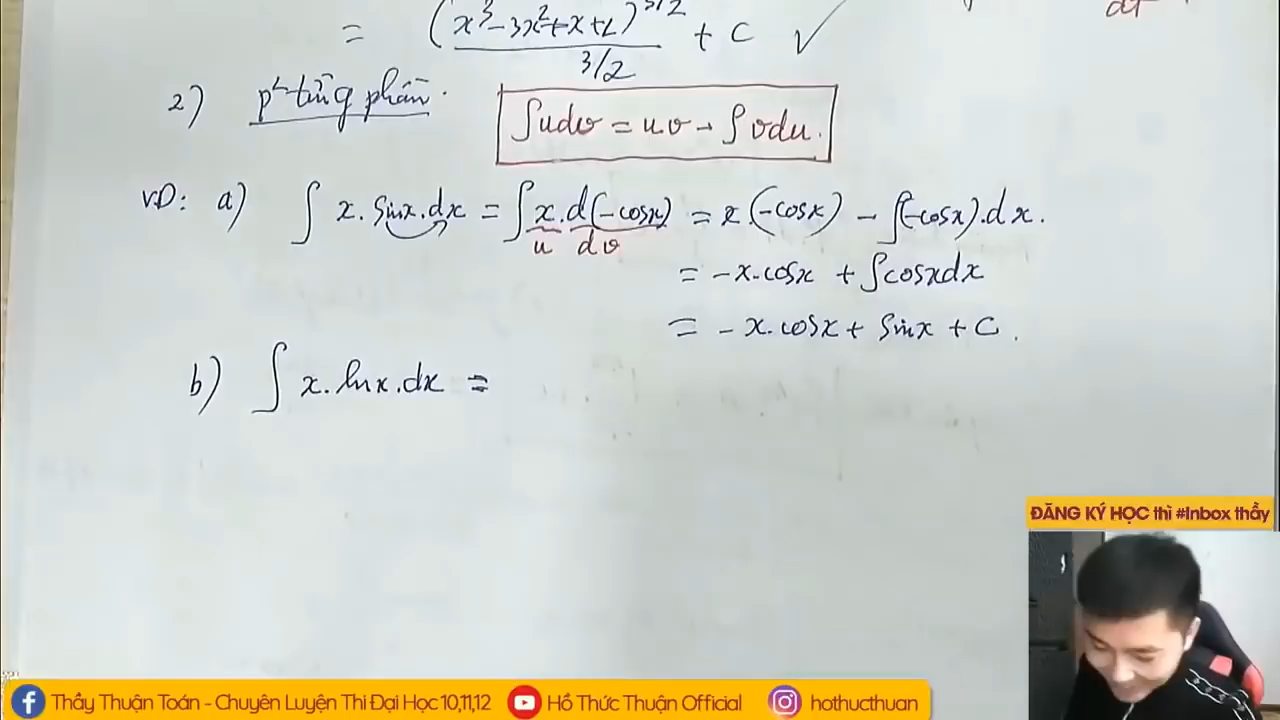 = (x³-3x²+x+2)^3/2 / 3/2 + C ✓
2) p² từng phần.
∫udv = uv - ∫vdu.
VD: a) ∫ x.sinx.dx = ∫x.d(-cosx) = x.(-cosx) - ∫(-cosx).dx.
u dv
= -x.cosx + ∫cosxdx
= -x.cosx + sinx + C.
b) ∫ x.lnx.dx =
ĐĂNG KÝ HỌC thì #Inbox thầy
Thầy Thuận Toán - Chuyên Luyện Thi Đại Học 10,11,12 Hồ Thức Thuận Official hothucthuan